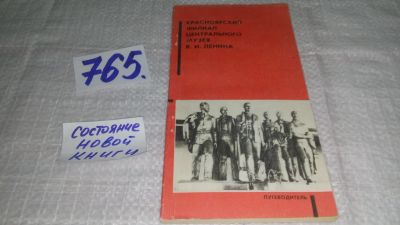 765.
СОСТОЯНИЕ
НОВОЙ
КНИГИ
КРАСНОЯРСКИЙ
ФИЛИАЛ
ЦЕНТРАЛЬНОГО
МУЗЕЯ
В. И. ЛЕНИНА
ПУТЕВОДИТЕЛЬ